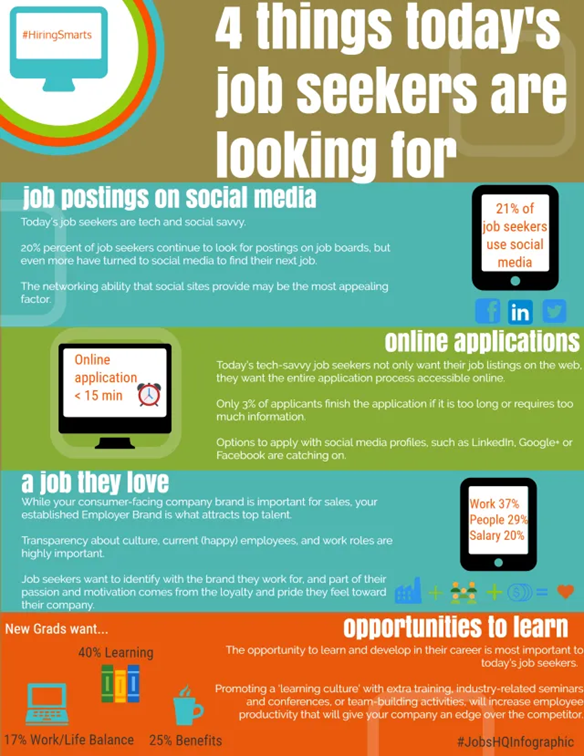 #HiringSmarts
4 things today's
job seekers are
looking for
job postings on social media
Today's job seekers are tech and social savvy.
20% percent of job seekers continue to look for postings on job boards, but
even more have turned to social media to find their next job.
The networking ability that social sites provide may be the most appealing
factor.
21% of
job seekers
use social
media
f
in
online applications
Online
application
< 15 min
Today's tech-savvy job seekers not only want their job listings on the web,
they want the entire application process accessible online.
Only 3% of applicants finish the application if it is too long or requires too
much information.
Options to apply with social media profiles, such as LinkedIn, Google+ or
Facebook are catching on.
a job they love
While your consumer-facing company brand is important for sales, your
established Employer Brand is what attracts top talent.
Transparency about culture, current (happy) employees, and work roles are
highly important.
Job seekers want to identify with the brand they work for, and part of their
passion and motivation comes from the loyalty and pride they feel toward
their company.
Work 37%
People 29%
Salary 20%
+ + $ =
New Grads want...
40% Learning
17% Work/Life Balance
25% Benefits
opportunities to learn
The opportunity to learn and develop in their career is most important to
today's job seekers.
Promoting a 'learning culture' with extra training, industry-related seminars
and conferences, or team-building activities, will increase employee
productivity that will give your company an edge over the competitor.
#JobsHQInfographic